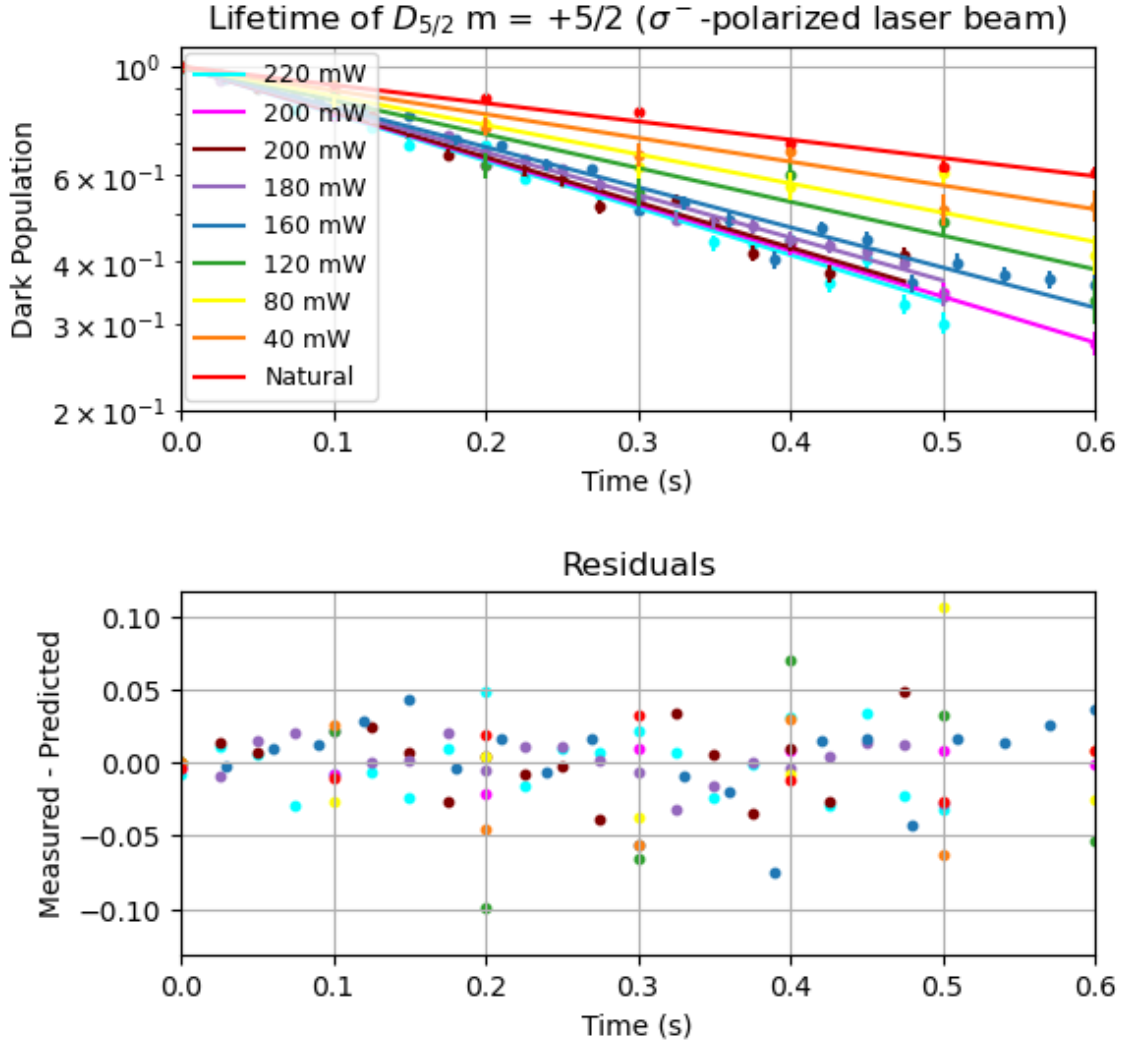 Lifetime of D5/2 m = +5/2 (σ⁻-polarized laser beam)
Dark Population
10⁰
6 × 10⁻¹
4 × 10⁻¹
3 × 10⁻¹
2 × 10⁻¹
220 mW
200 mW
200 mW
180 mW
160 mW
120 mW
80 mW
40 mW
Natural
0.0 0.1 0.2 0.3 0.4 0.5 0.6
Time (s)
Residuals
Measured - Predicted
0.10
0.05
0.00
−0.05
−0.10
0.0 0.1 0.2 0.3 0.4 0.5 0.6
Time (s)